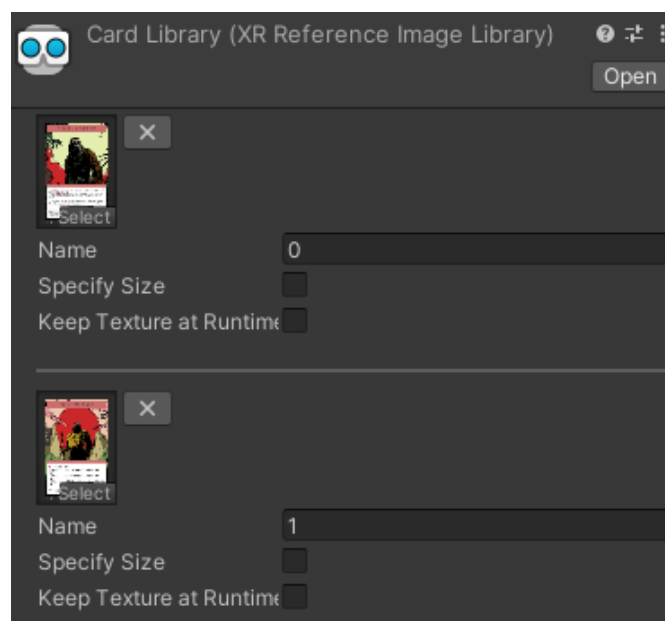 Card Library (XR Reference Image Library)
Open
Select
Name 0
Specify Size
Keep Texture at Runtime
Select
Name 1
Specify Size
Keep Texture at Runtime